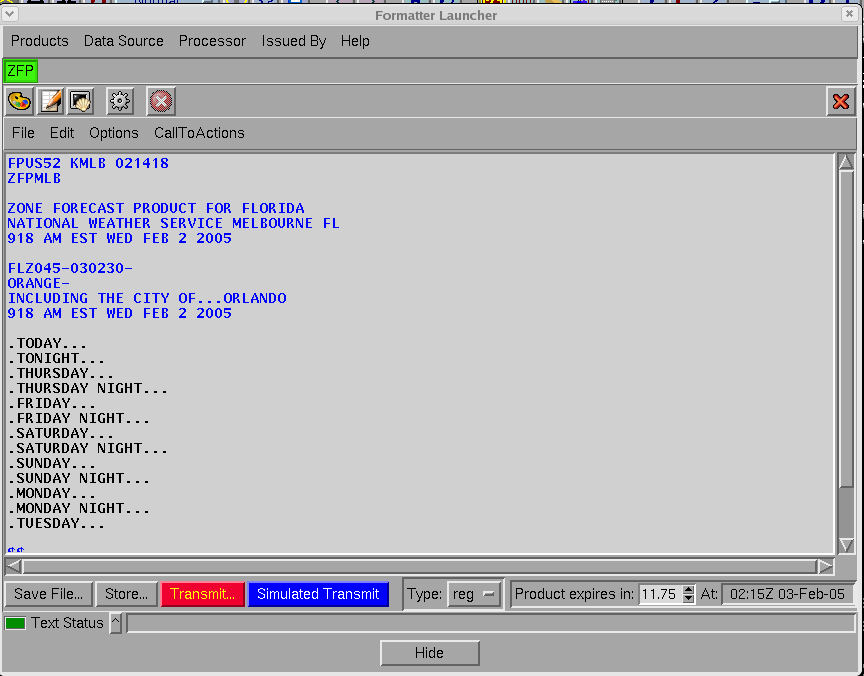 Formatter Launcher
Products Data Source Processor Issued By Help
ZFP
File Edit Options CallToActions
FPUS52 KMLB 021418
ZFPMLB
ZONE FORECAST PRODUCT FOR FLORIDA
NATIONAL WEATHER SERVICE MELBOURNE FL
918 AM EST WED FEB 2 2005
FLZ045-030230-
ORANGE-
INCLUDING THE CITY OF...ORLANDO
918 AM EST WED FEB 2 2005
.TODAY...
.TONIGHT...
.THURSDAY...
.THURSDAY NIGHT...
.FRIDAY...
.FRIDAY NIGHT...
.SATURDAY...
.SATURDAY NIGHT...
.SUNDAY...
.SUNDAY NIGHT...
.MONDAY...
.MONDAY NIGHT...
.TUESDAY...
$$
Save File... Store... Transmit... Simulated Transmit Type: reg Product expires in: 11.75 At: 02:15Z 03-Feb-05
Text Status
Hide